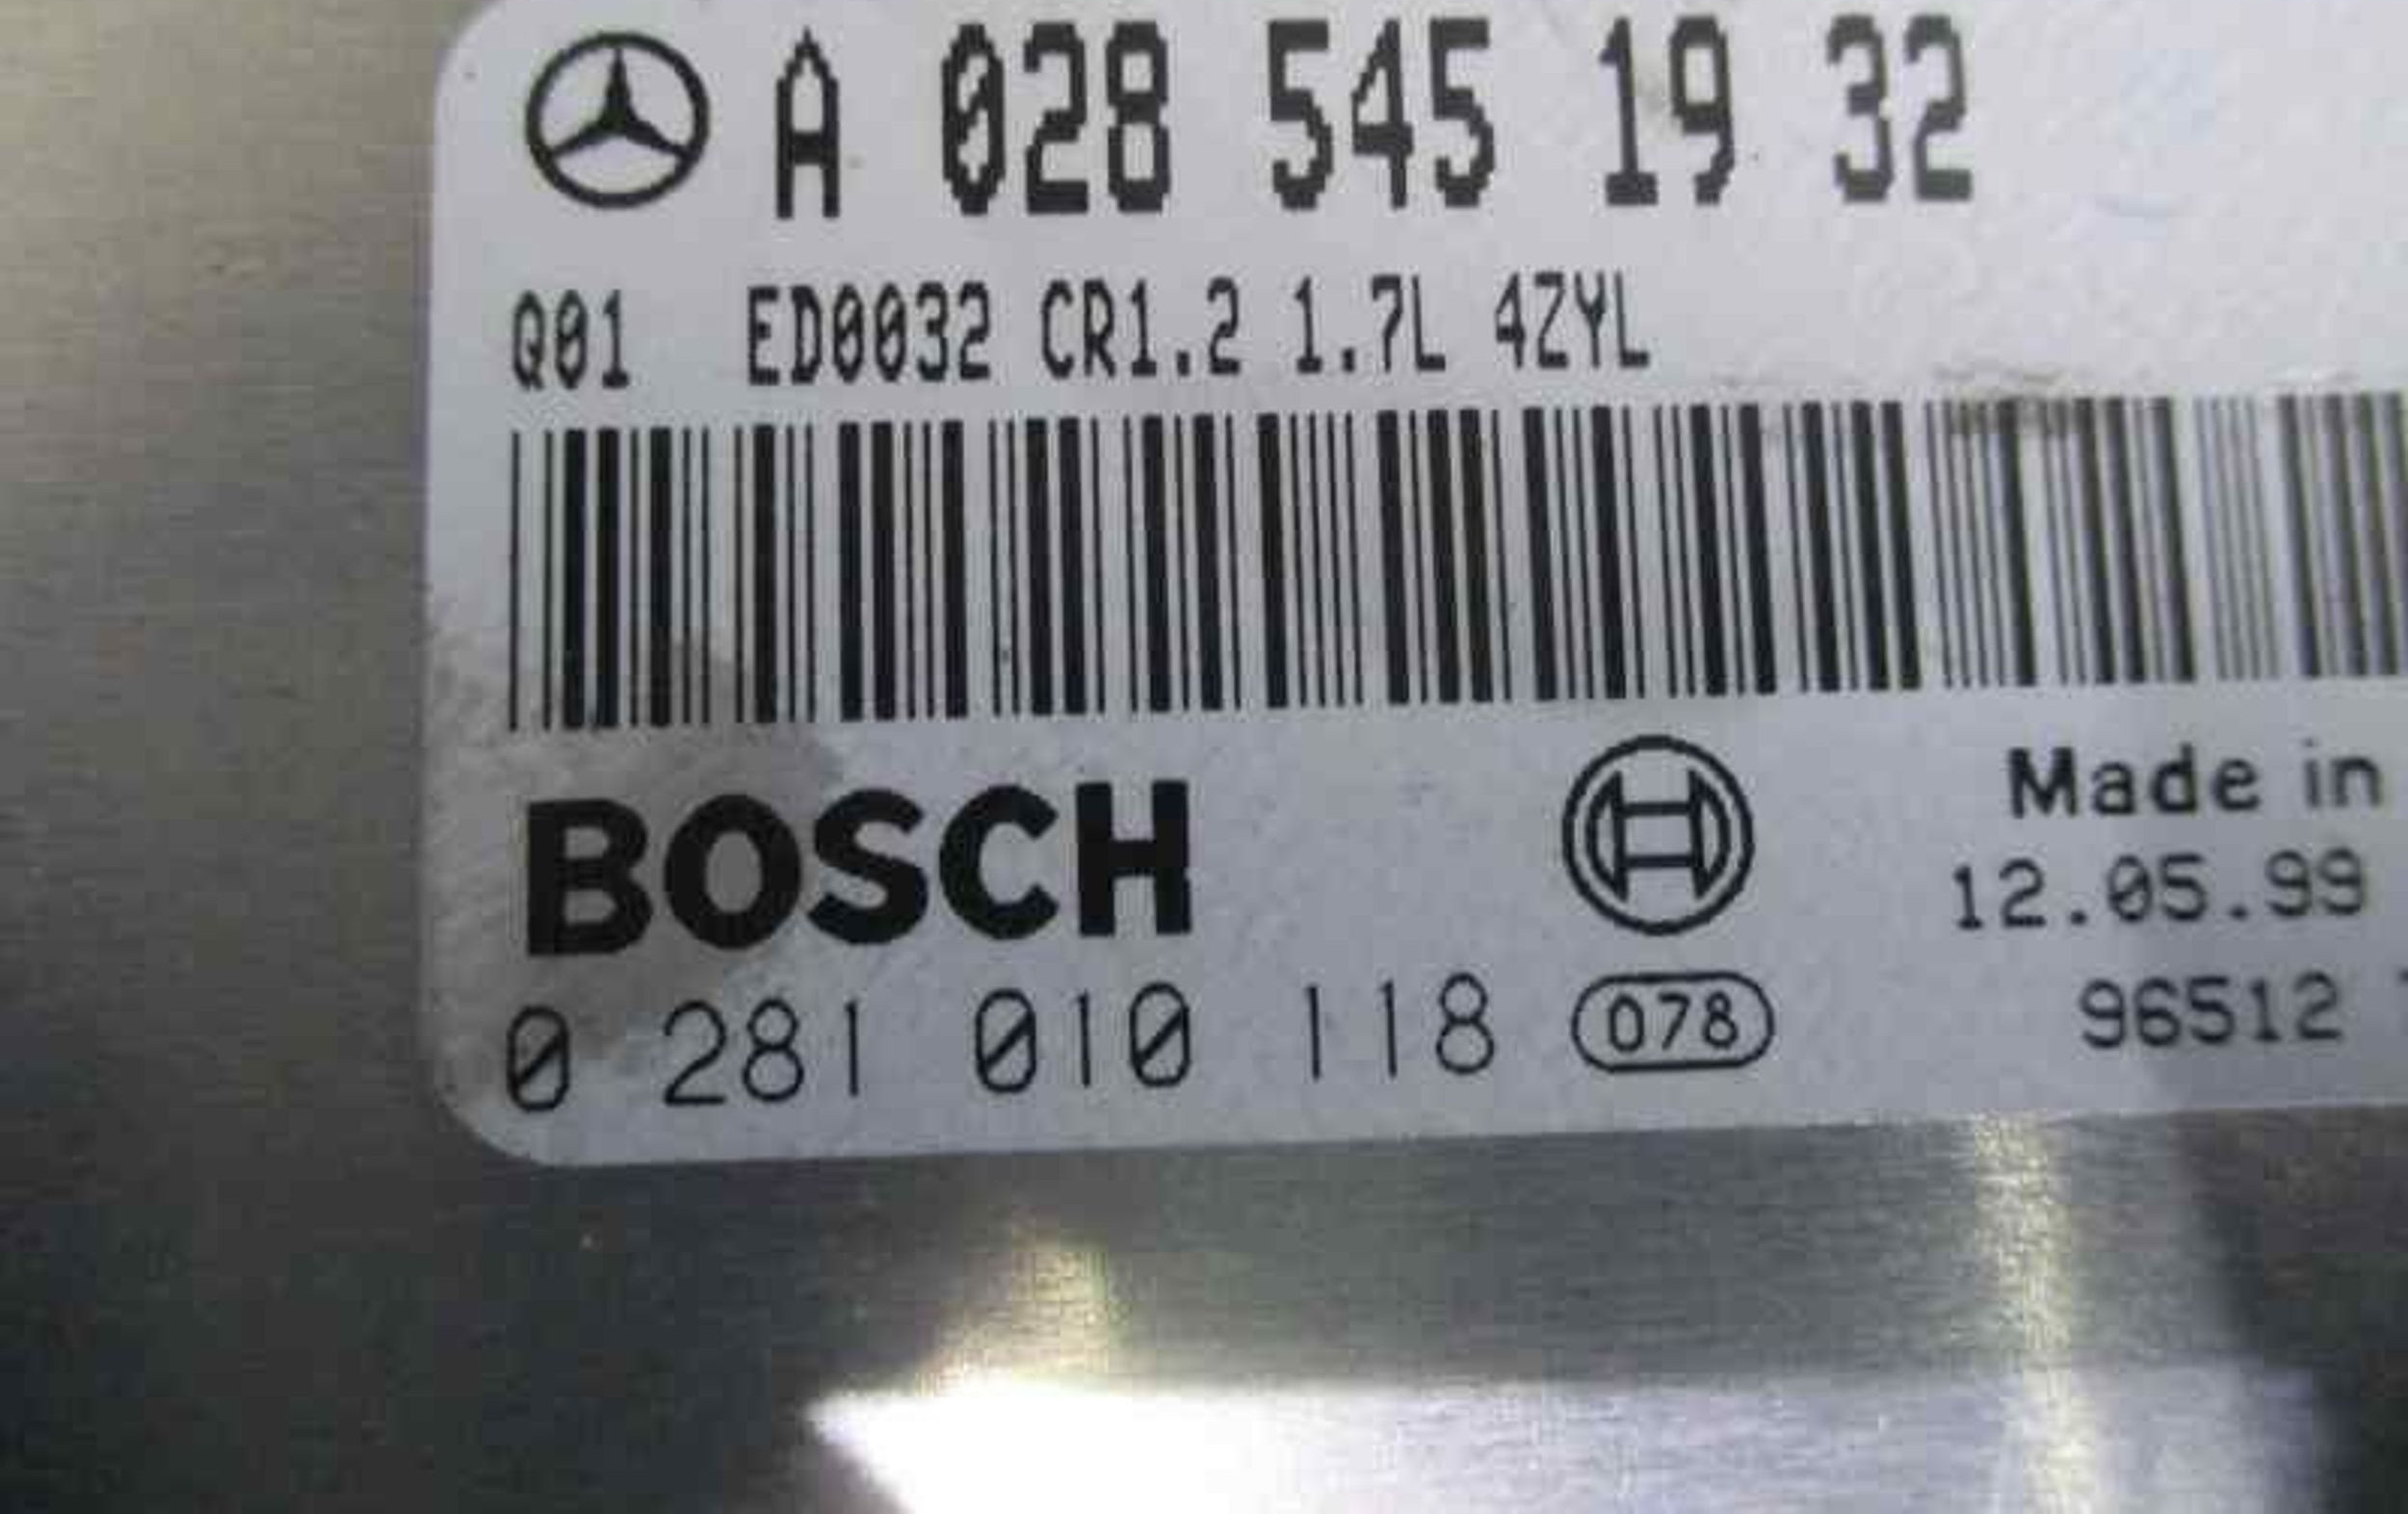 A 028 545 19 32
Q01 ED0032 CR1.2 1.7L 4ZYL
BOSCH
Made in
12.05.99
0 281 010 118 078
96512